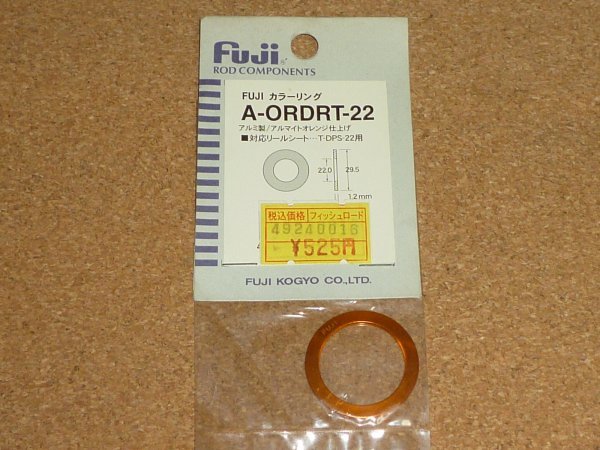 Fuji®
ROD COMPONENTS
FUJI カラーリング
A-ORDRT-22
アルミ製/アルマイトオレンジ仕上げ
■対応リールシート…T-DPS-22用
22.0
29.5
1.2mm
税込価格 フィッシュロード
49240016
¥525円
FUJI KOGYO CO.,LTD.
FUJI